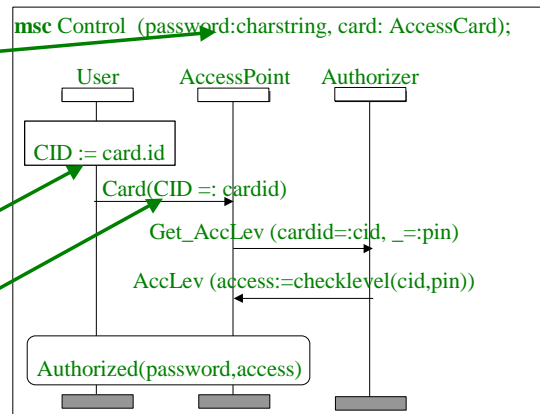 msc Control (password:charstring, card: AccessCard);
User AccessPoint Authorizer
CID := card.id
Card(CID =: cardid)
Get_AccLev (cardid=:cid, _=:pin)
AccLev (access:=checklevel(cid,pin))
Authorized(password,access)